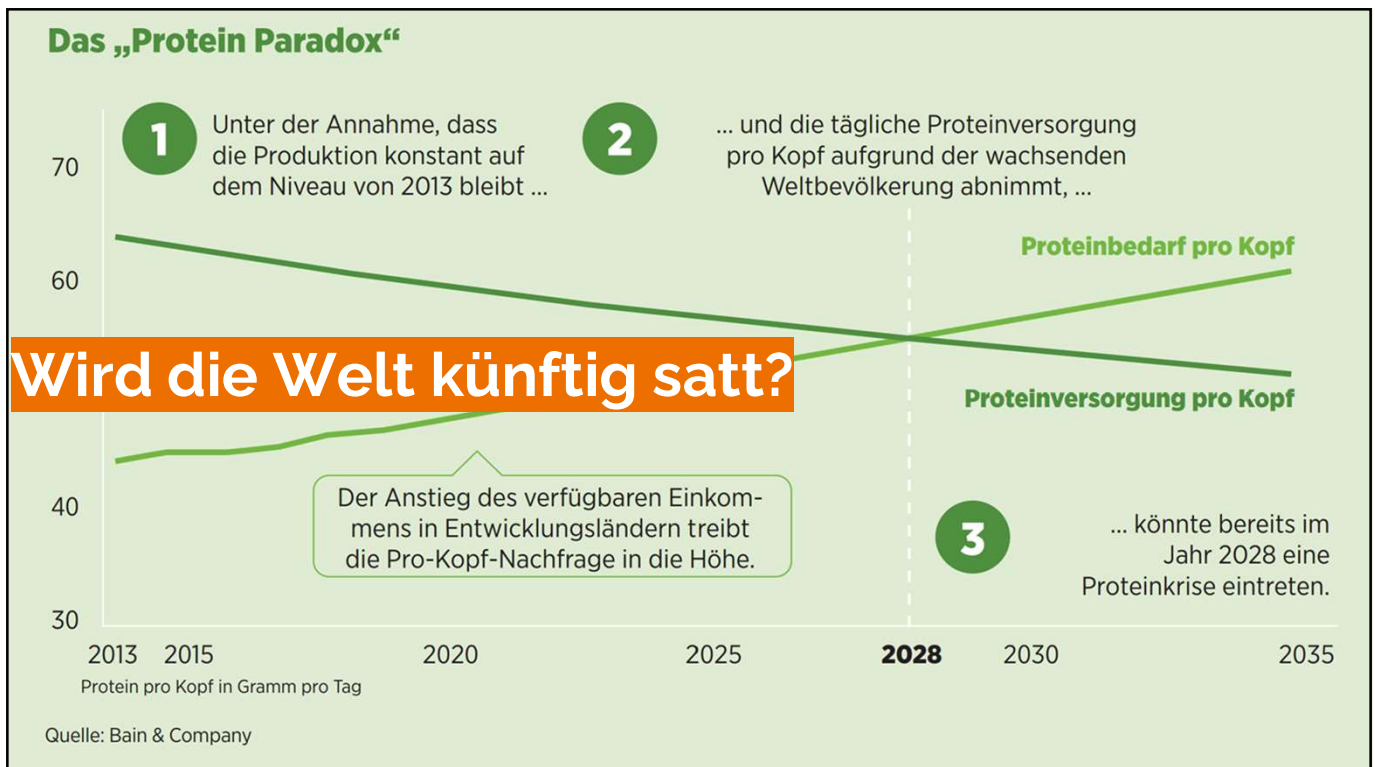 Das „Protein Paradox“
1
Unter der Annahme, dass
die Produktion konstant auf
dem Niveau von 2013 bleibt ...
2
... und die tägliche Proteinversorgung
pro Kopf aufgrund der wachsenden
Weltbevölkerung abnimmt, ...
70
60
40
30
Proteinbedarf pro Kopf
Wird die Welt künftig satt?
Proteinversorgung pro Kopf
Der Anstieg des verfügbaren Einkom-
mens in Entwicklungsländern treibt
die Pro-Kopf-Nachfrage in die Höhe.
3
... könnte bereits im
Jahr 2028 eine
Proteinkrise eintreten.
2013 2015 2020 2025 2028 2030 2035
Protein pro Kopf in Gramm pro Tag
Quelle: Bain & Company